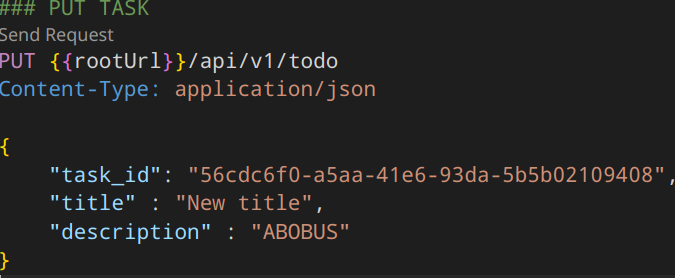 ### PUT TASK
Send Request
PUT {{rootUrl}}/api/v1/todo
Content-Type: application/json
{
"task_id": "56cdc6f0-a5aa-41e6-93da-5b5b02109408",
"title" : "New title",
"description" : "ABOBUS"
}